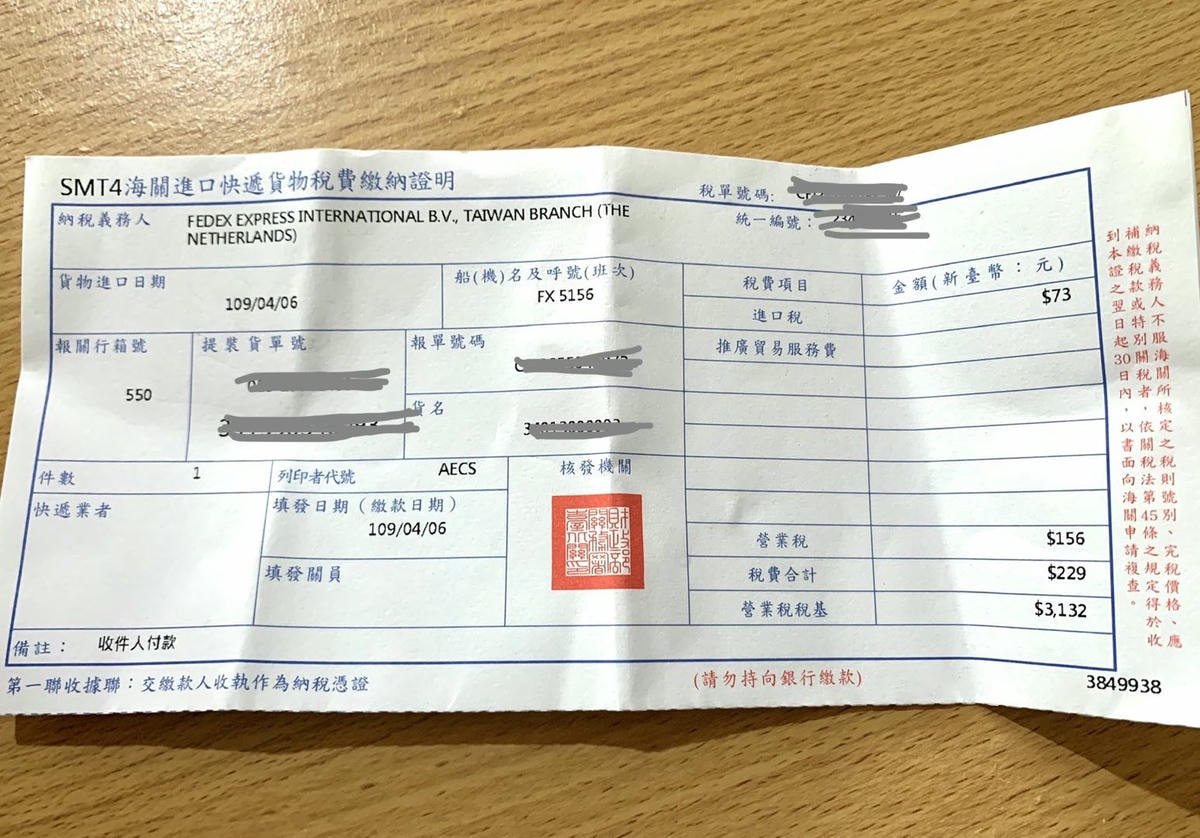 SMT4海關進口快遞貨物稅費繳納證明
稅單號碼:
統一編號:
納稅義務人
FEDEX EXPRESS INTERNATIONAL B.V., TAIWAN BRANCH (THE
NETHERLANDS)
貨物進口日期
109/04/06
船(機)名及呼號(班次)
FX 5156
稅費項目
金額(新臺幣：元)
進口稅
$73
推廣貿易服務費
報關行箱號
550
提裝貨單號
報單號碼
貨名
件數
1
列印者代號
AECS
核發機關
快遞業者
填發日期(繳款日期)
109/04/06
填發關員
財政部
關務署
臺北關
營業稅
$156
稅費合計
$229
營業稅稅基
$3,132
備註：
收件人付款
第一聯收據聯：交繳款人收執作為納稅憑證
(請勿持向銀行繳款)
3849938
納稅義務人不服海關所核定之稅則號別、完稅價格、應
補繳稅款或特別關稅者，依關稅法第45條之規定得於收
到本證之翌日起30日內，以書面向海關申請複查。